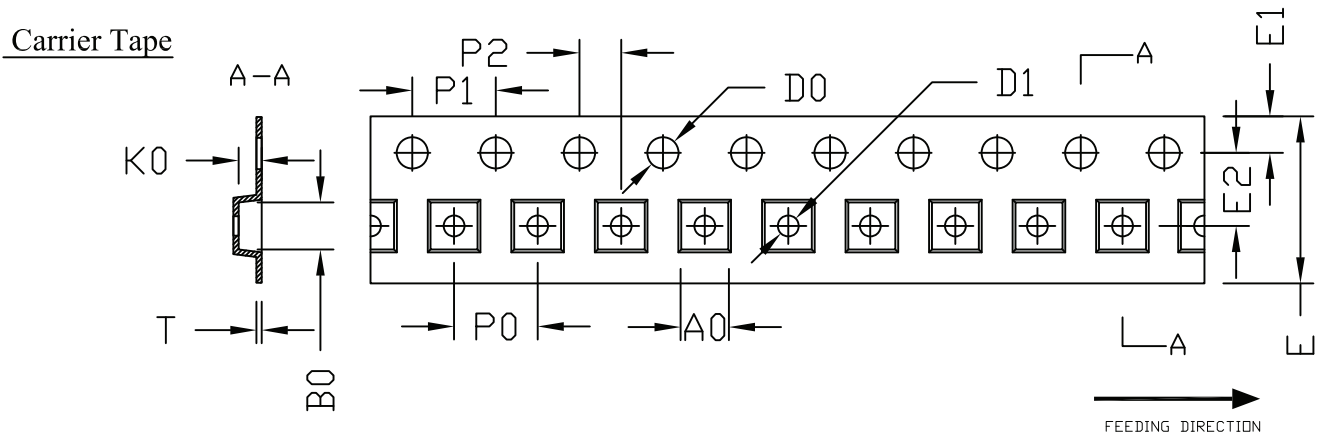 Carrier Tape
A-A
P2
P1
D0
D1
A
E1
K0
E2
T
P0
A0
B0
A
E
FEEDING DIRECTION